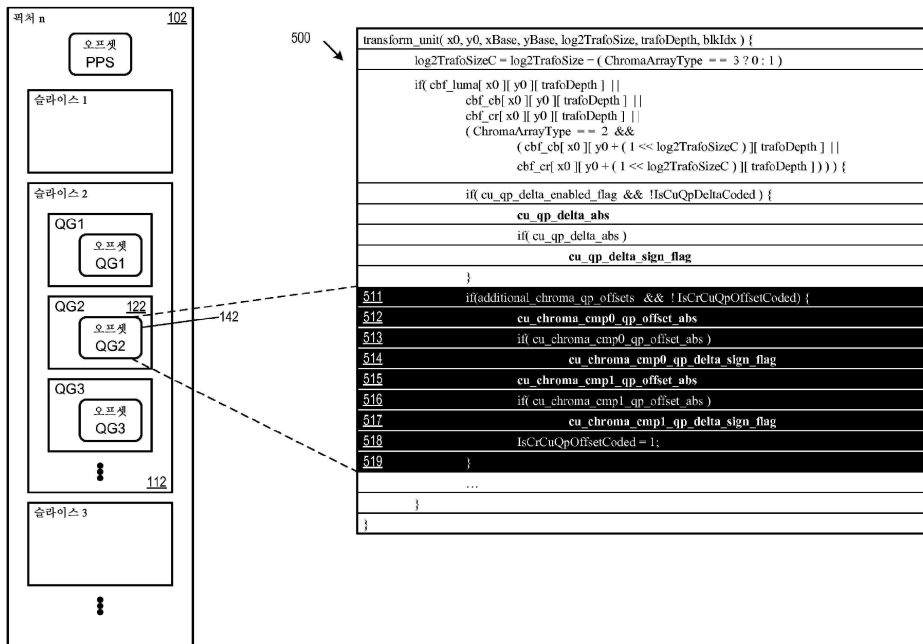 픽처 n 102
오프셋
PPS
슬라이스 1
슬라이스 2
QG1
오프셋
QG1
QG2 122
오프셋
QG2
142
QG3
오프셋
QG3
112
슬라이스 3
500
transform_unit( x0, y0, xBase, yBase, log2TrafoSize, trafoDepth, blkIdx ) {
log2TrafoSizeC = log2TrafoSize − ( ChromaArrayType == 3 ? 0 : 1 )
if( cbf_luma[ x0 ][ y0 ][ trafoDepth ] ||
cbf_cb[ x0 ][ y0 ][ trafoDepth ] ||
cbf_cr[ x0 ][ y0 ][ trafoDepth ] ||
( ChromaArrayType == 2 &&
( cbf_cb[ x0 ][ y0 + ( 1 << log2TrafoSizeC ) ][ trafoDepth ] ||
cbf_cr[ x0 ][ y0 + ( 1 << log2TrafoSizeC ) ][ trafoDepth ] ) ) ) {
if( cu_qp_delta_enabled_flag && !IsCuQpDeltaCoded ) {
cu_qp_delta_abs
if( cu_qp_delta_abs )
cu_qp_delta_sign_flag
}
511 if(additional_chroma_qp_offsets && ! IsCrCuQpOffsetCoded) {
512 cu_chroma_cmp0_qp_offset_abs
513 if( cu_chroma_cmp0_qp_offset_abs )
514 cu_chroma_cmp0_qp_delta_sign_flag
515 cu_chroma_cmp1_qp_offset_abs
516 if( cu_chroma_cmp1_qp_offset_abs )
517 cu_chroma_cmp1_qp_delta_sign_flag
518 IsCrCuQpOffsetCoded = 1;
519 }
…
}
}